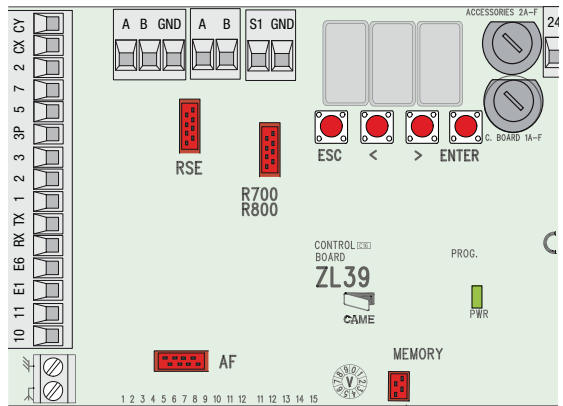 ACCESSORIES 2A-F
A B GND A B S1 GND 24
CY
CX
2
7
5
3P
3
2
1
TX
RX
E6
E1
11
10
C. BOARD 1A-F
ESC < > ENTER
RSE
R700
R800
CONTROL
BOARD
ZL39
CAME
PROG.
PWR
AF
MEMORY
V
1 2 3 4 5 6 7 8 9 10 11 12 11 12 13 14 15